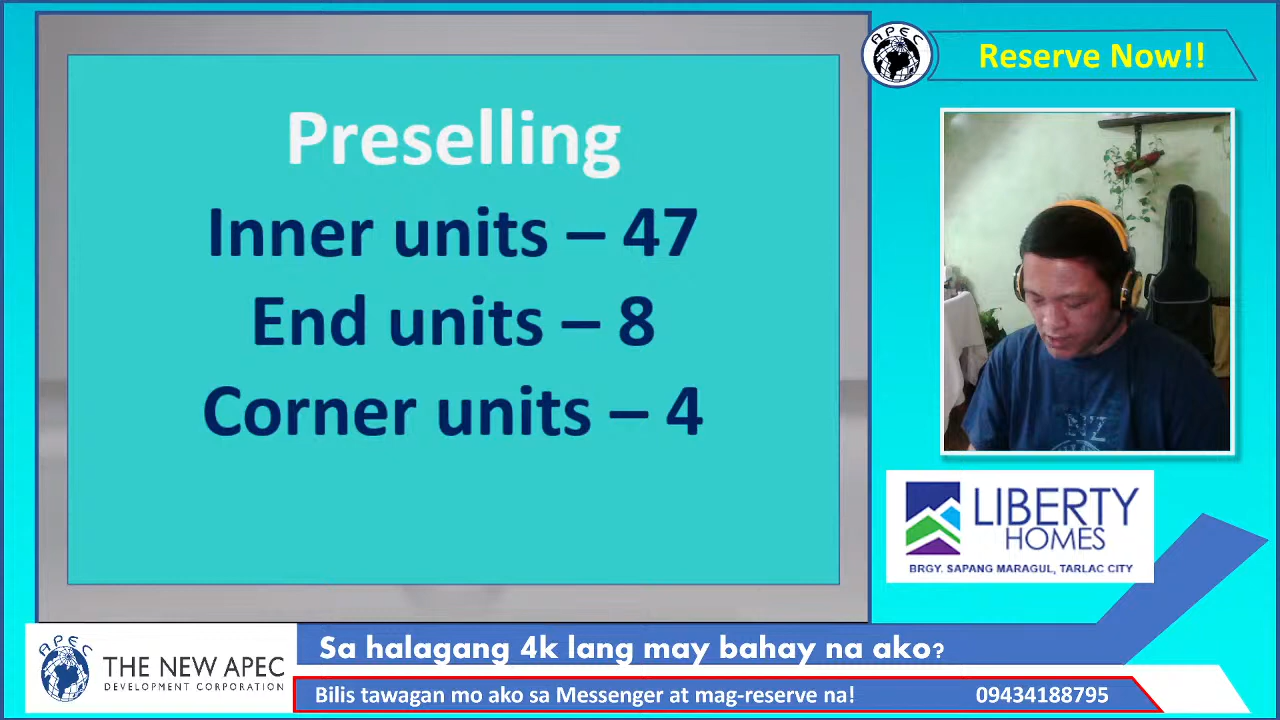 Preselling
Inner units – 47
End units – 8
Corner units – 4
APEC
Reserve Now!!
NZ
LIBERTY
HOMES
BRGY. SAPANG MARAGUL, TARLAC CITY
APEC
THE NEW APEC
DEVELOPMENT CORPORATION
Sa halagang 4k lang may bahay na ako?
Bilis tawagan mo ako sa Messenger at mag-reserve na! 09434188795